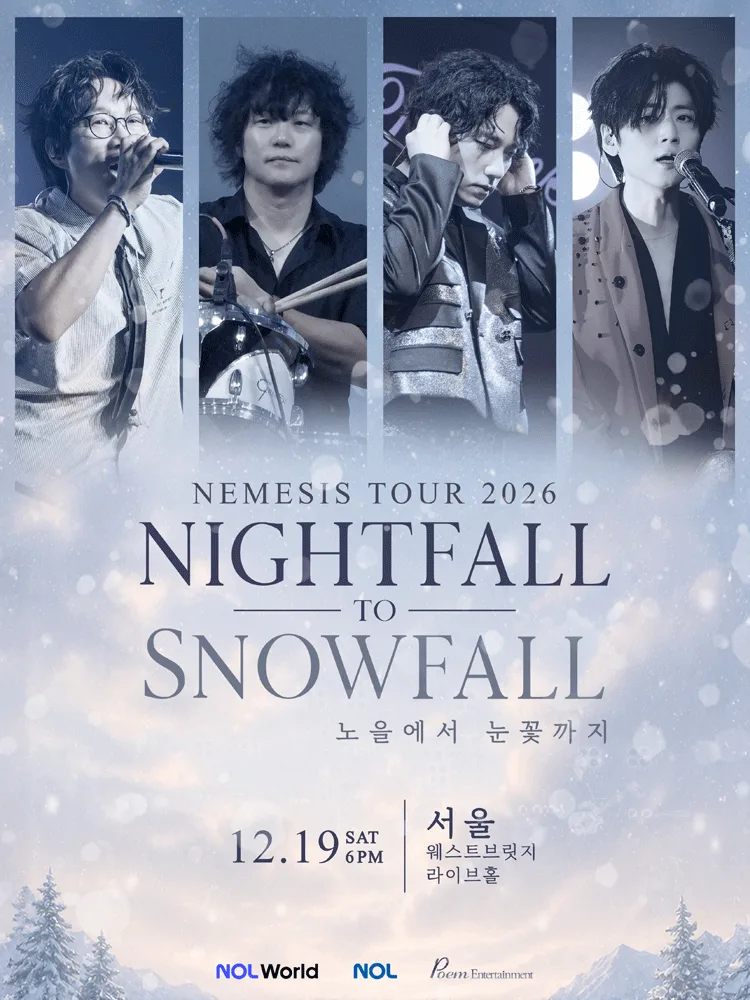 NEMESIS TOUR 2026
NIGHTFALL
TO
SNOWFALL
노을에서 눈꽃까지
12.19 SAT
6PM
서울
웨스트브릿지
라이브홀
NOL World
NOL
Poem Entertainment